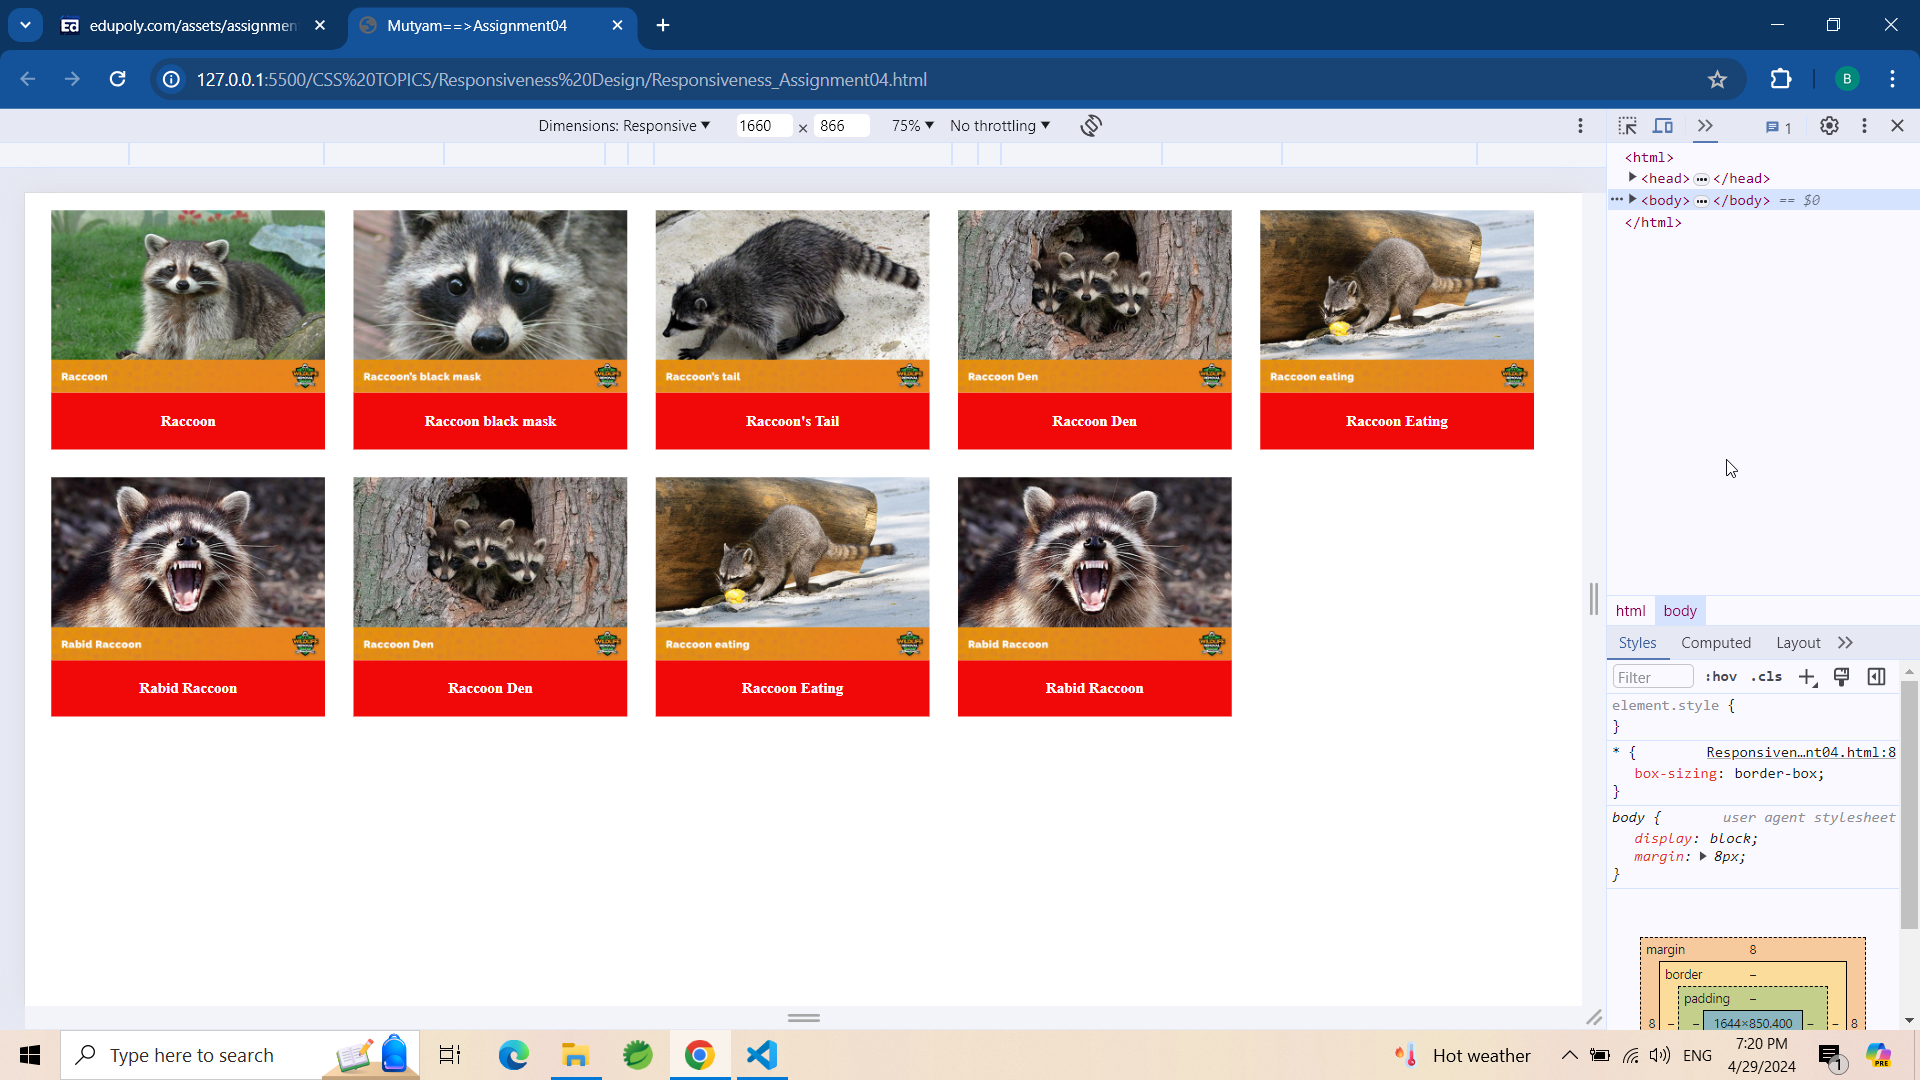 edupoly.com/assets/assignmen
Mutyam==>Assignment04
127.0.0.1:5500/CSS%20TOPICS/Responsiveness%20Design/Responsiveness_Assignment04.html
B
Dimensions: Responsive
1660 × 866
75%
No throttling
1
<html>
<head> ••• </head>
••• <body> ••• </body> == $0
</html>
Raccoon
Raccoon's black mask
Raccoon's tail
Raccoon Den
Raccoon eating
Raccoon
Raccoon black mask
Raccoon's Tail
Raccoon Den
Raccoon Eating
Rabid Raccoon
Raccoon Den
Raccoon eating
Rabid Raccoon
Rabid Raccoon
Raccoon Den
Raccoon Eating
Rabid Raccoon
html body
Styles Computed Layout
Filter :hov .cls
element.style {
}
* { Responsiven…nt04.html:8
box-sizing: border-box;
}
body { user agent stylesheet
display: block;
margin: 8px;
}
margin 8
border –
padding –
8 – – 1644×850.400 – – 8
Type here to search
Hot weather
ENG
7:20 PM
4/29/2024
1
PRE